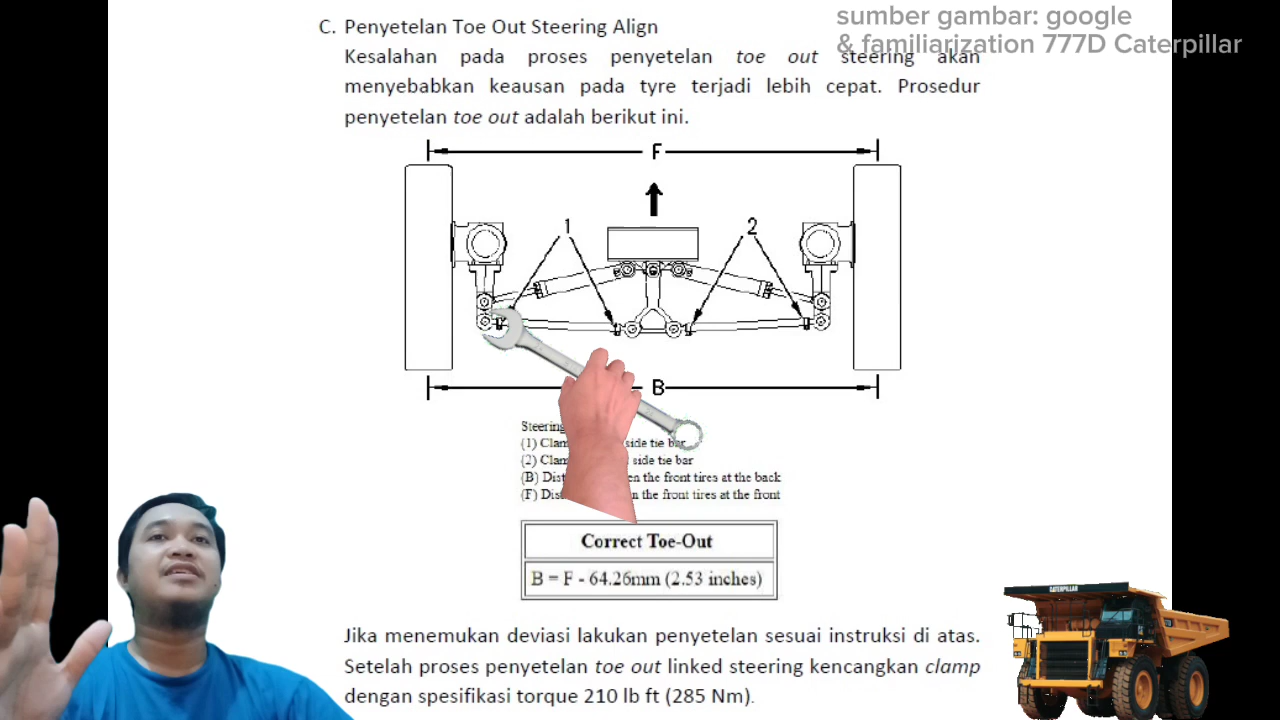 sumber gambar: google
& familiarization 777D Caterpillar
C. Penyetelan Toe Out Steering Align
Kesalahan pada proses penyetelan toe out steering akan
menyebabkan keausan pada tyre terjadi lebih cepat. Prosedur
penyetelan toe out adalah berikut ini.
F
1
2
B
Steering
(1) side tie bar
(2) side tie bar
(B) the front tires at the back
(F) the front tires at the front
Correct Toe-Out
B = F - 64.26mm (2.53 inches)
CATERPILLAR
Jika menemukan deviasi lakukan penyetelan sesuai instruksi di atas.
Setelah proses penyetelan toe out linked steering kencangkan clamp
dengan spesifikasi torque 210 lb ft (285 Nm).